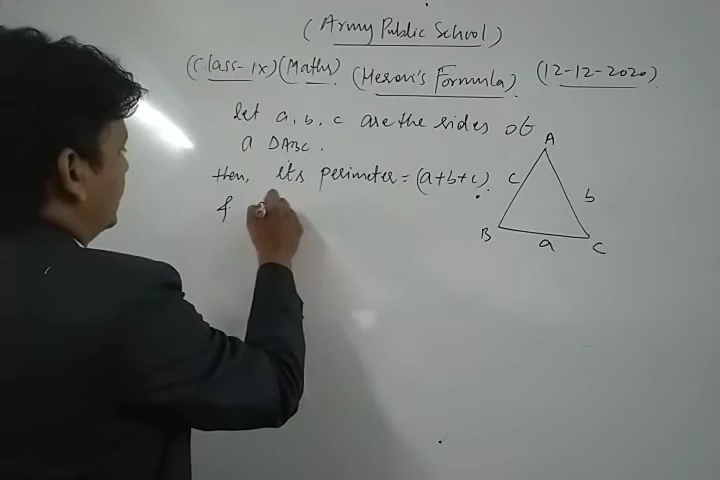 (Army Public School)
(Class-IX) (Maths) (Heron's Formula) (12-12-2020)
Let a, b, c are the sides of
a ΔABC.
then, its perimeter = (a+b+c).
&
A
c
b
B
a
C